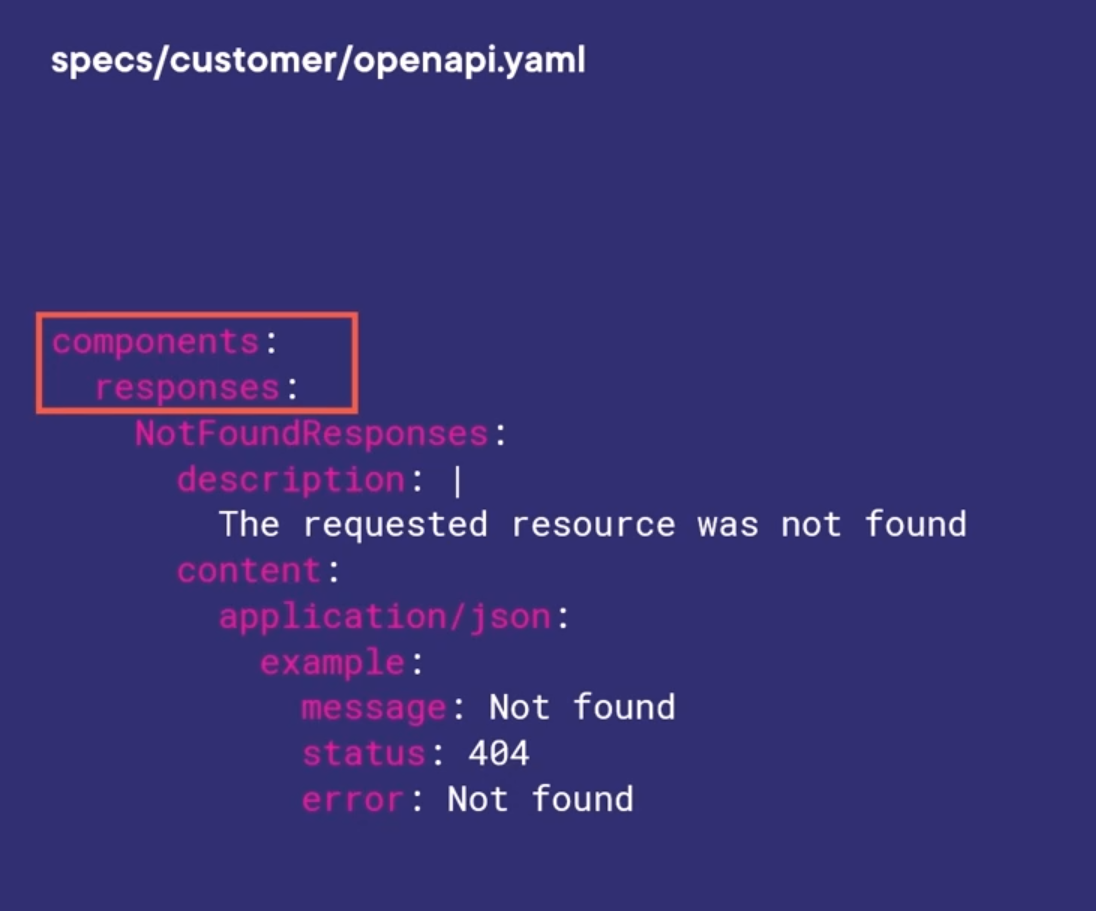 specs/customer/openapi.yaml
components:
  responses:
    NotFoundResponses:
      description: |
        The requested resource was not found
      content:
        application/json:
          example:
            message: Not found
            status: 404
            error: Not found